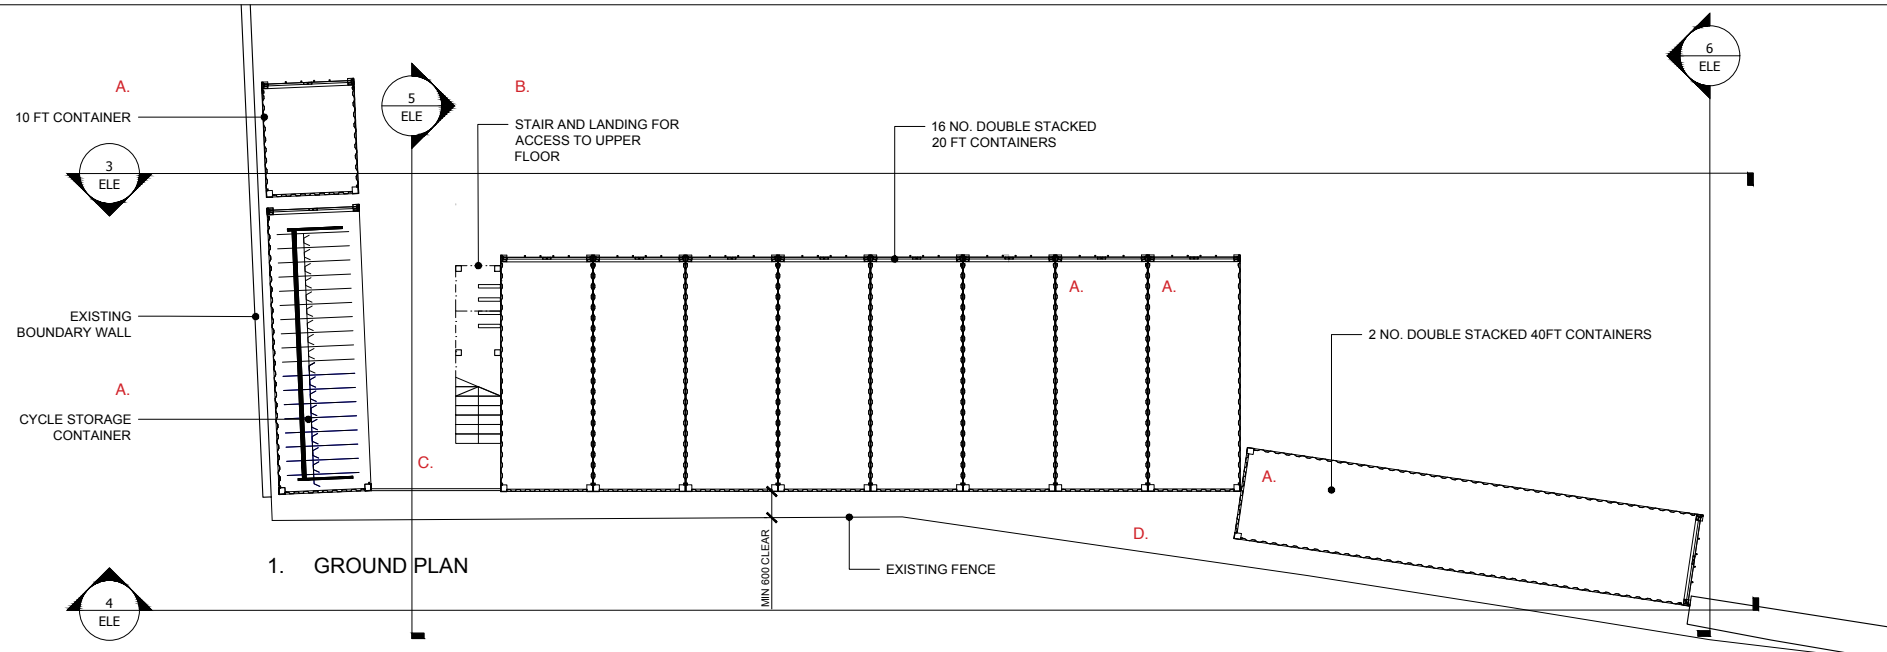 A.
10 FT CONTAINER
3
ELE
5
ELE
B.
STAIR AND LANDING FOR
ACCESS TO UPPER
FLOOR
16 NO. DOUBLE STACKED
20 FT CONTAINERS
6
ELE
EXISTING
BOUNDARY WALL
A.
CYCLE STORAGE
CONTAINER
C.
A.
A.
2 NO. DOUBLE STACKED 40FT CONTAINERS
A.
D.
MIN 600 CLEAR
EXISTING FENCE
1. GROUND PLAN
4
ELE